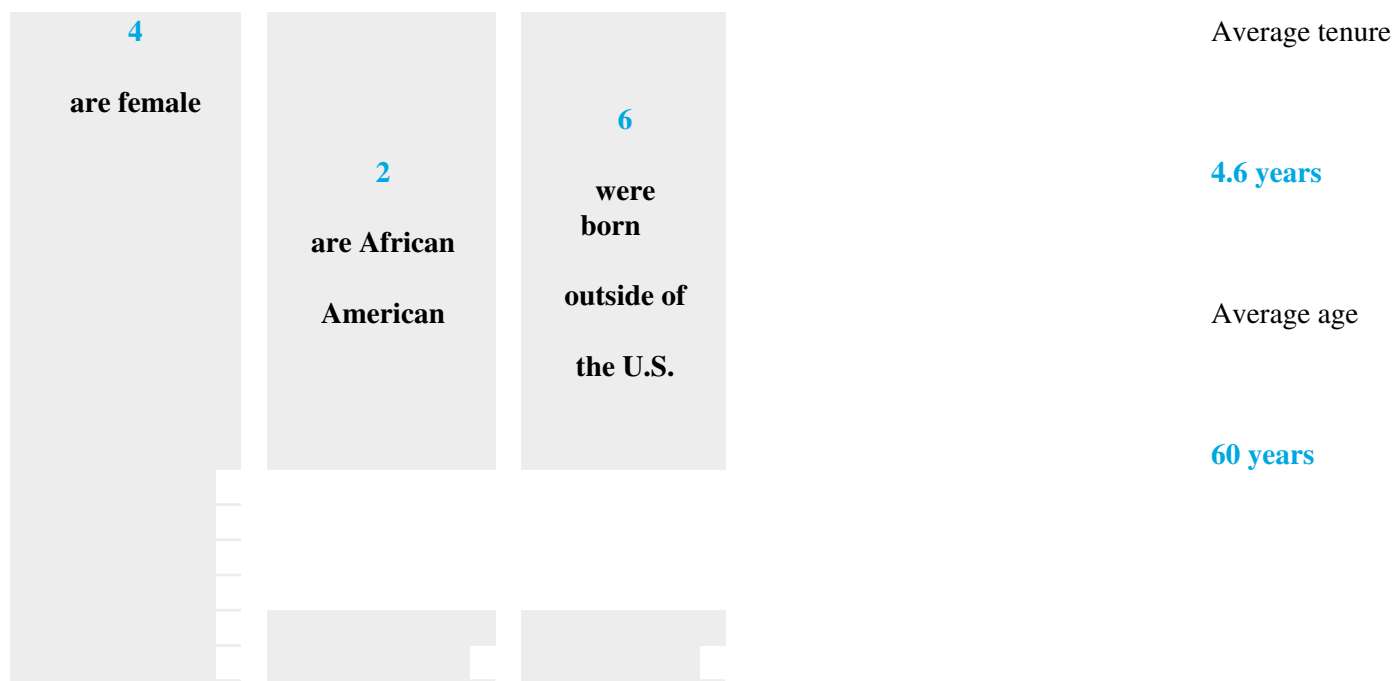 4
are female
2
are African
American
6
were
born
outside of
the U.S.
Average tenure
4.6 years
Average age
60 years